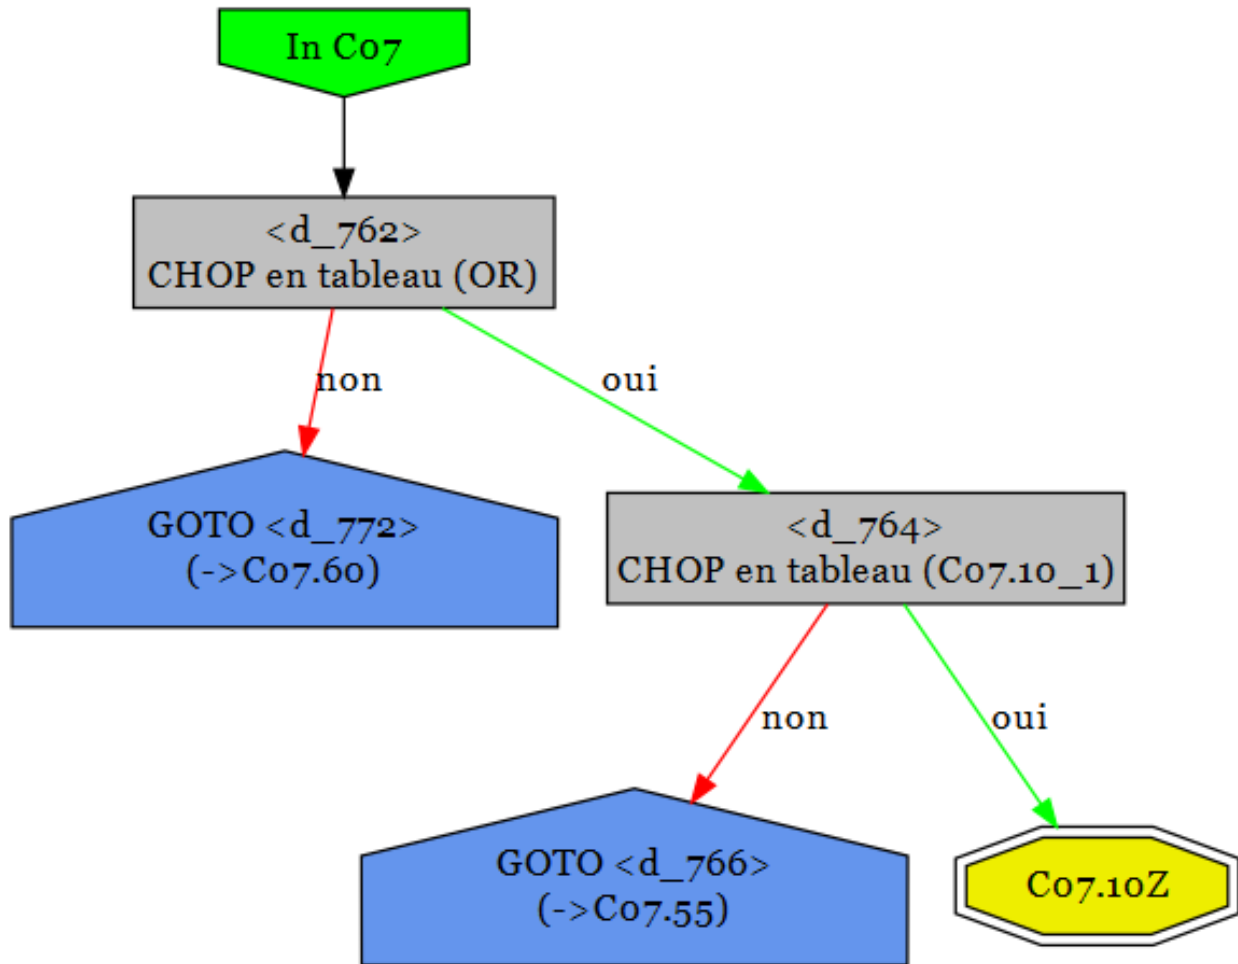 In C07
<d_762>
CHOP en tableau (OR)
non
oui
GOTO <d_772>
(->C07.60)
<d_764>
CHOP en tableau (C07.10_1)
non
oui
GOTO <d_766>
(->C07.55)
C07.10Z